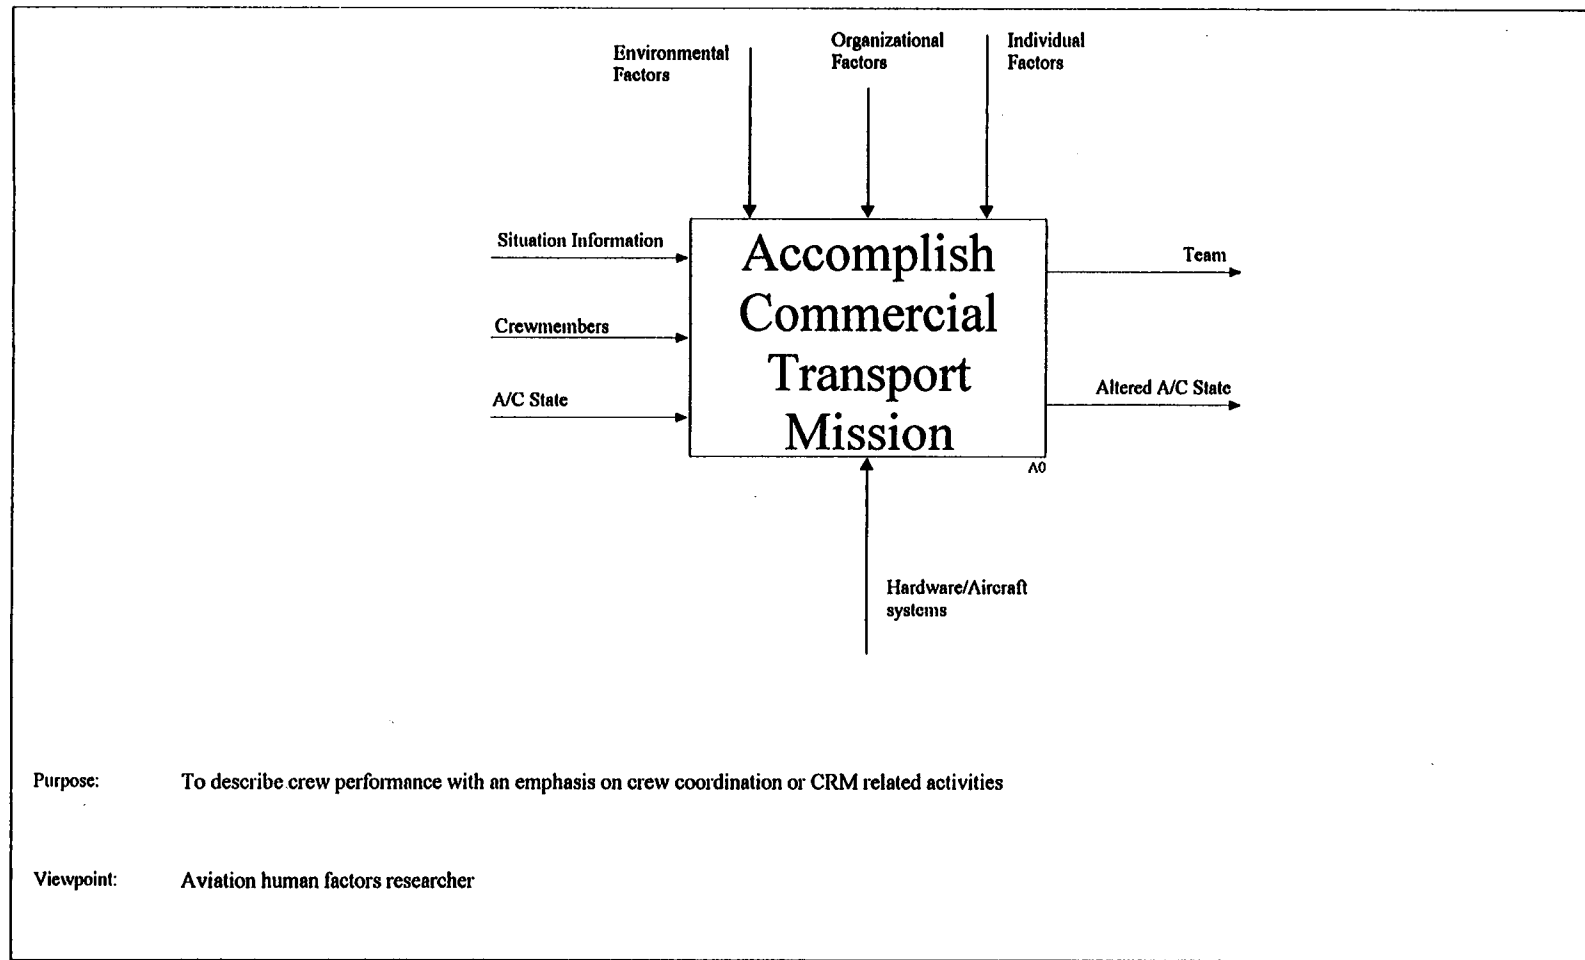 Environmental
Factors
Organizational
Factors
Individual
Factors
Situation Information
Crewmembers
A/C State
Accomplish
Commercial
Transport
Mission
A0
Team
Altered A/C State
Hardware/Aircraft
systems
Purpose: To describe crew performance with an emphasis on crew coordination or CRM related activities
Viewpoint: Aviation human factors researcher